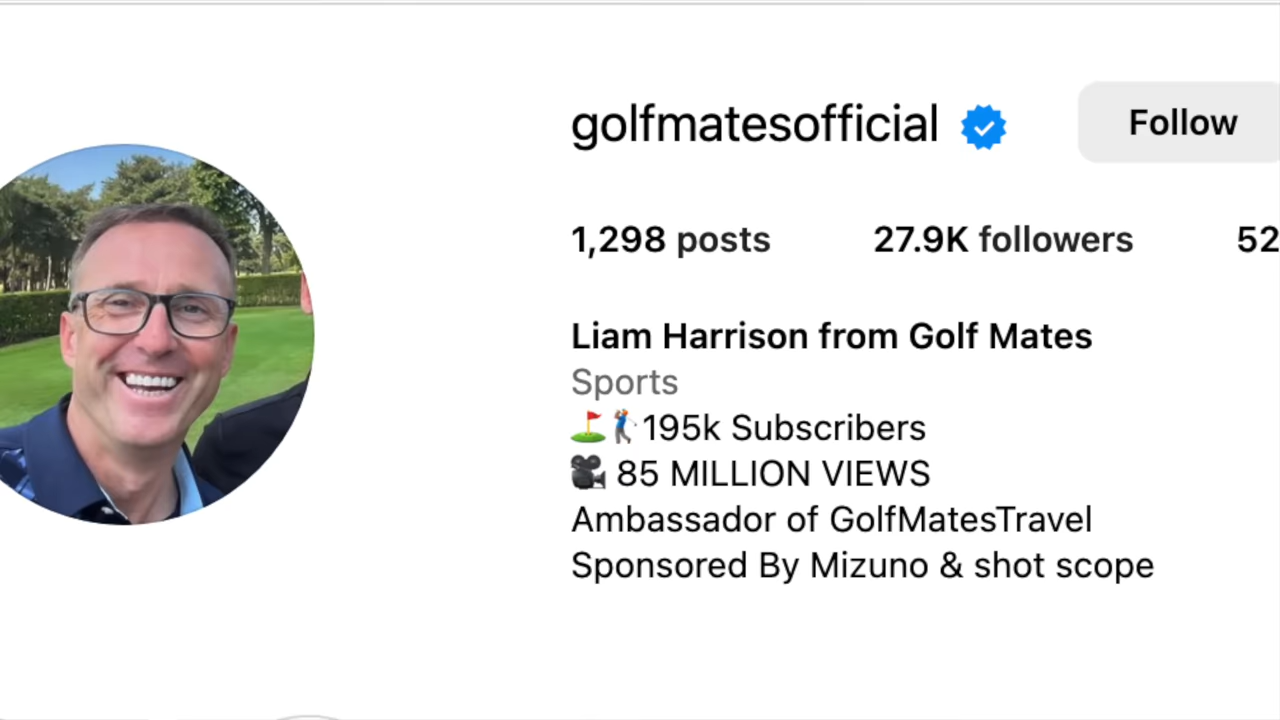 golfmatesofficial
Follow
1,298 posts 27.9K followers 52
Liam Harrison from Golf Mates
Sports
⛳🏌️195k Subscribers
🎥 85 MILLION VIEWS
Ambassador of GolfMatesTravel
Sponsored By Mizuno & shot scope